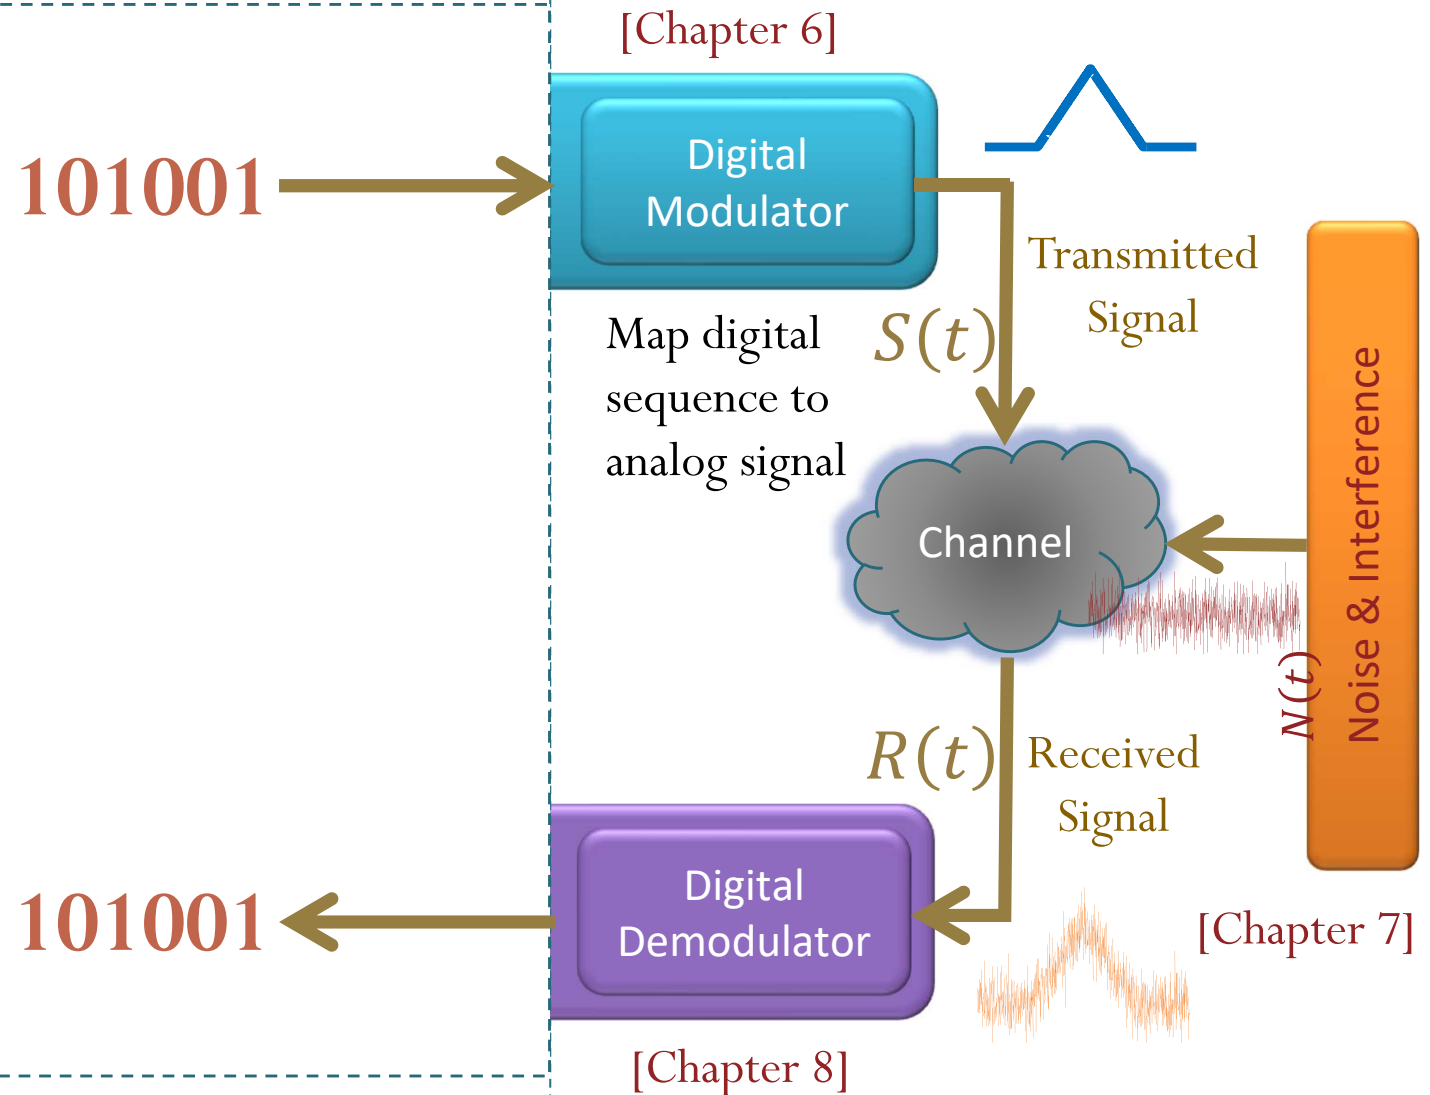 [Chapter 6]
101001
Digital
Modulator
Transmitted
Signal
Map digital
sequence to
analog signal
S(t)
Channel
Noise & Interference
N(t)
R(t)
Received
Signal
101001
Digital
Demodulator
[Chapter 7]
[Chapter 8]